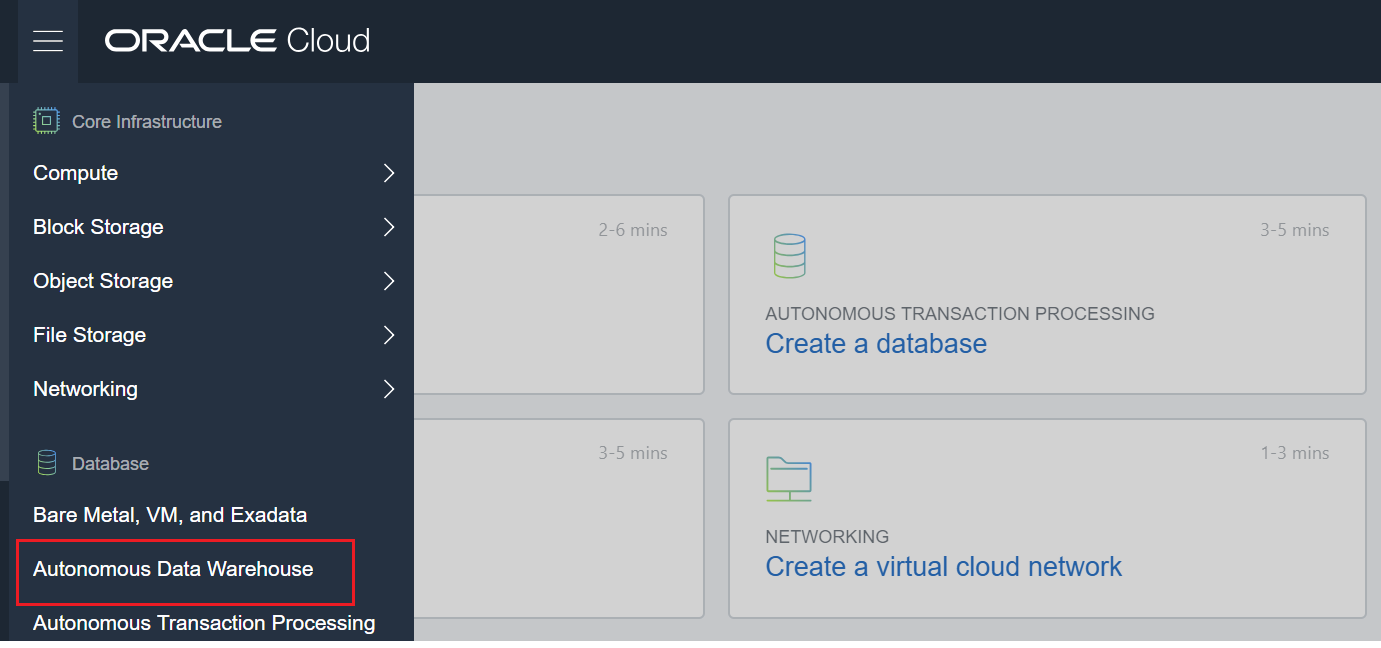 ORACLE Cloud
Core Infrastructure
Compute
Block Storage
Object Storage
File Storage
Networking
Database
Bare Metal, VM, and Exadata
Autonomous Data Warehouse
Autonomous Transaction Processing
2-6 mins
3-5 mins
AUTONOMOUS TRANSACTION PROCESSING
Create a database
3-5 mins
1-3 mins
NETWORKING
Create a virtual cloud network